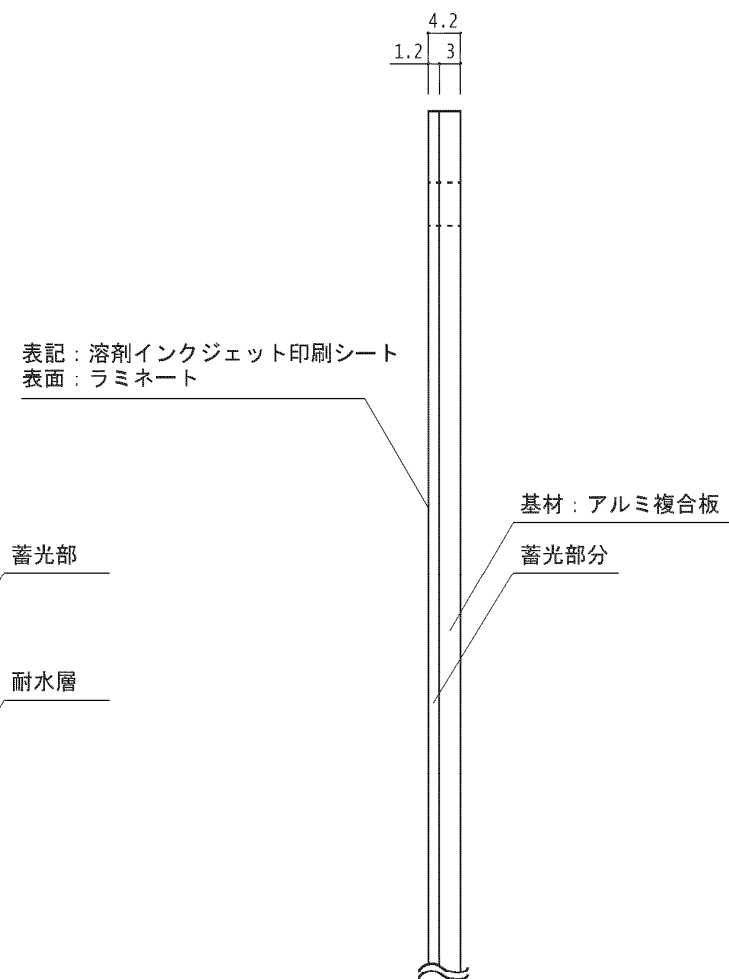 4.2
1.2 3
表記：溶剤インクジェット印刷シート
表面：ラミネート
基材：アルミ複合板
蓄光部
蓄光部分
耐水層